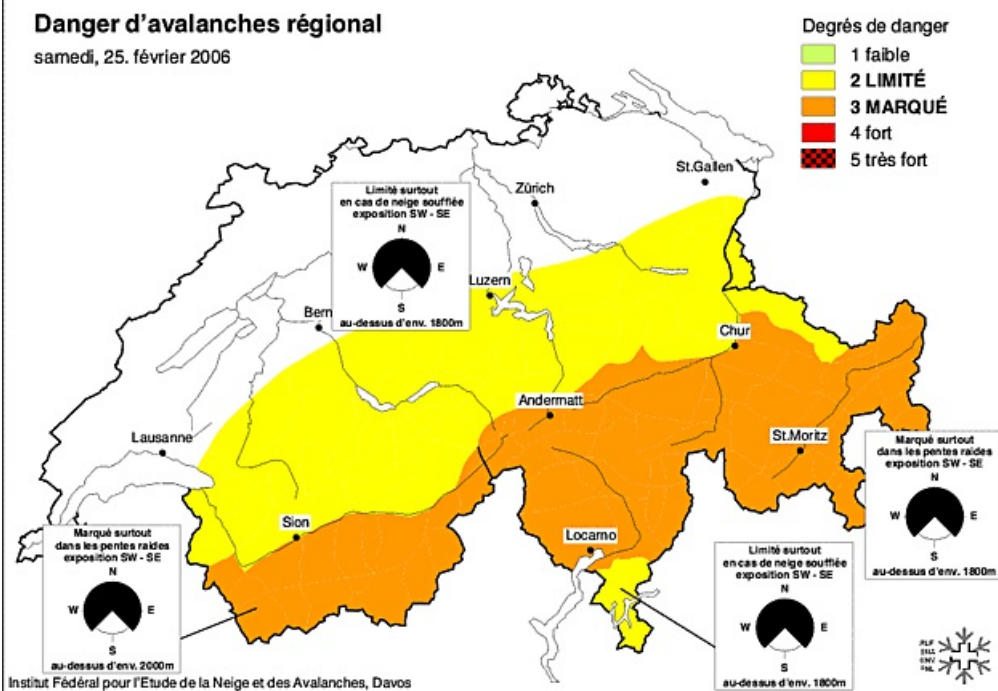 Danger d'avalanches régional
samedi, 25. février 2006
Degrés de danger
1 faible
2 LIMITÉ
3 MARQUÉ
4 fort
5 très fort
St.Gallen
Zürich
Limité surtout
en cas de neige soufflée
exposition SW - SE
N
W E
S
au-dessus d'env. 1800m
Luzern
Bern
Chur
Andermatt
Lausanne
St.Moritz
Marqué surtout
dans les pentes raides
exposition SW - SE
N
W E
S
au-dessus d'env. 1800m
Sion
Locarno
Marqué surtout
dans les pentes raides
exposition SW - SE
N
W E
S
au-dessus d'env. 2000m
Limité surtout
en cas de neige soufflée
exposition SW - SE
N
W E
S
au-dessus d'env. 1800m
Institut Fédéral pour l'Etude de la Neige et des Avalanches, Davos